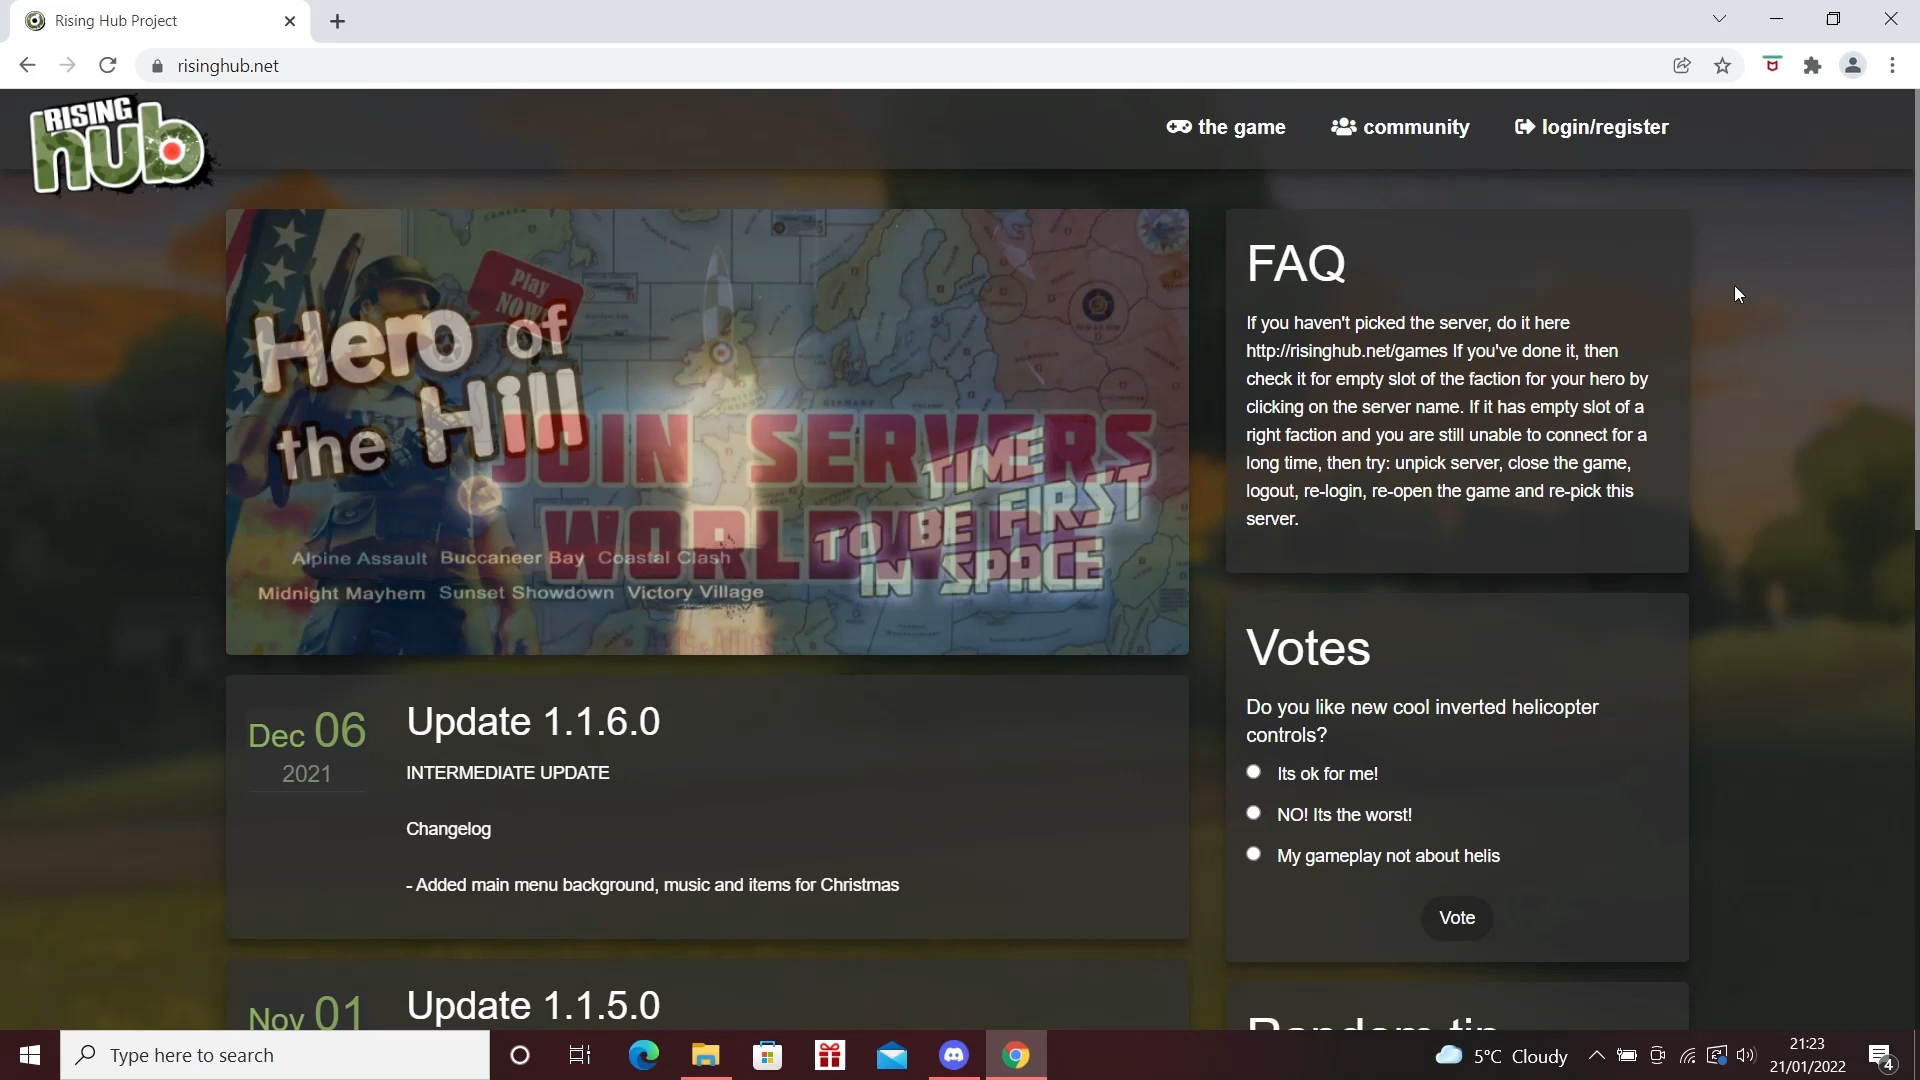 Rising Hub Project
risinghub.net
RISING
hub
the game
community
login/register
Play
NOW!
Hero of
the Hill
JOIN SERVERS
WORLDWIDE
TIME
TO BE FIRST
IN SPACE
Alpine Assault Buccaneer Bay Coastal Clash
Midnight Mayhem Sunset Showdown Victory Village
FAQ
If you haven't picked the server, do it here
http://risinghub.net/games If you've done it, then
check it for empty slot of the faction for your hero by
clicking on the server name. If it has empty slot of a
right faction and you are still unable to connect for a
long time, then try: unpick server, close the game,
logout, re-login, re-open the game and re-pick this
server.
Votes
Do you like new cool inverted helicopter
controls?
Its ok for me!
NO! Its the worst!
My gameplay not about helis
Vote
Dec 06
2021
Update 1.1.6.0
INTERMEDIATE UPDATE
Changelog
- Added main menu background, music and items for Christmas
Nov 01
Update 1.1.5.0
Random tip
Type here to search
5°C Cloudy
21:23
21/01/2022
4